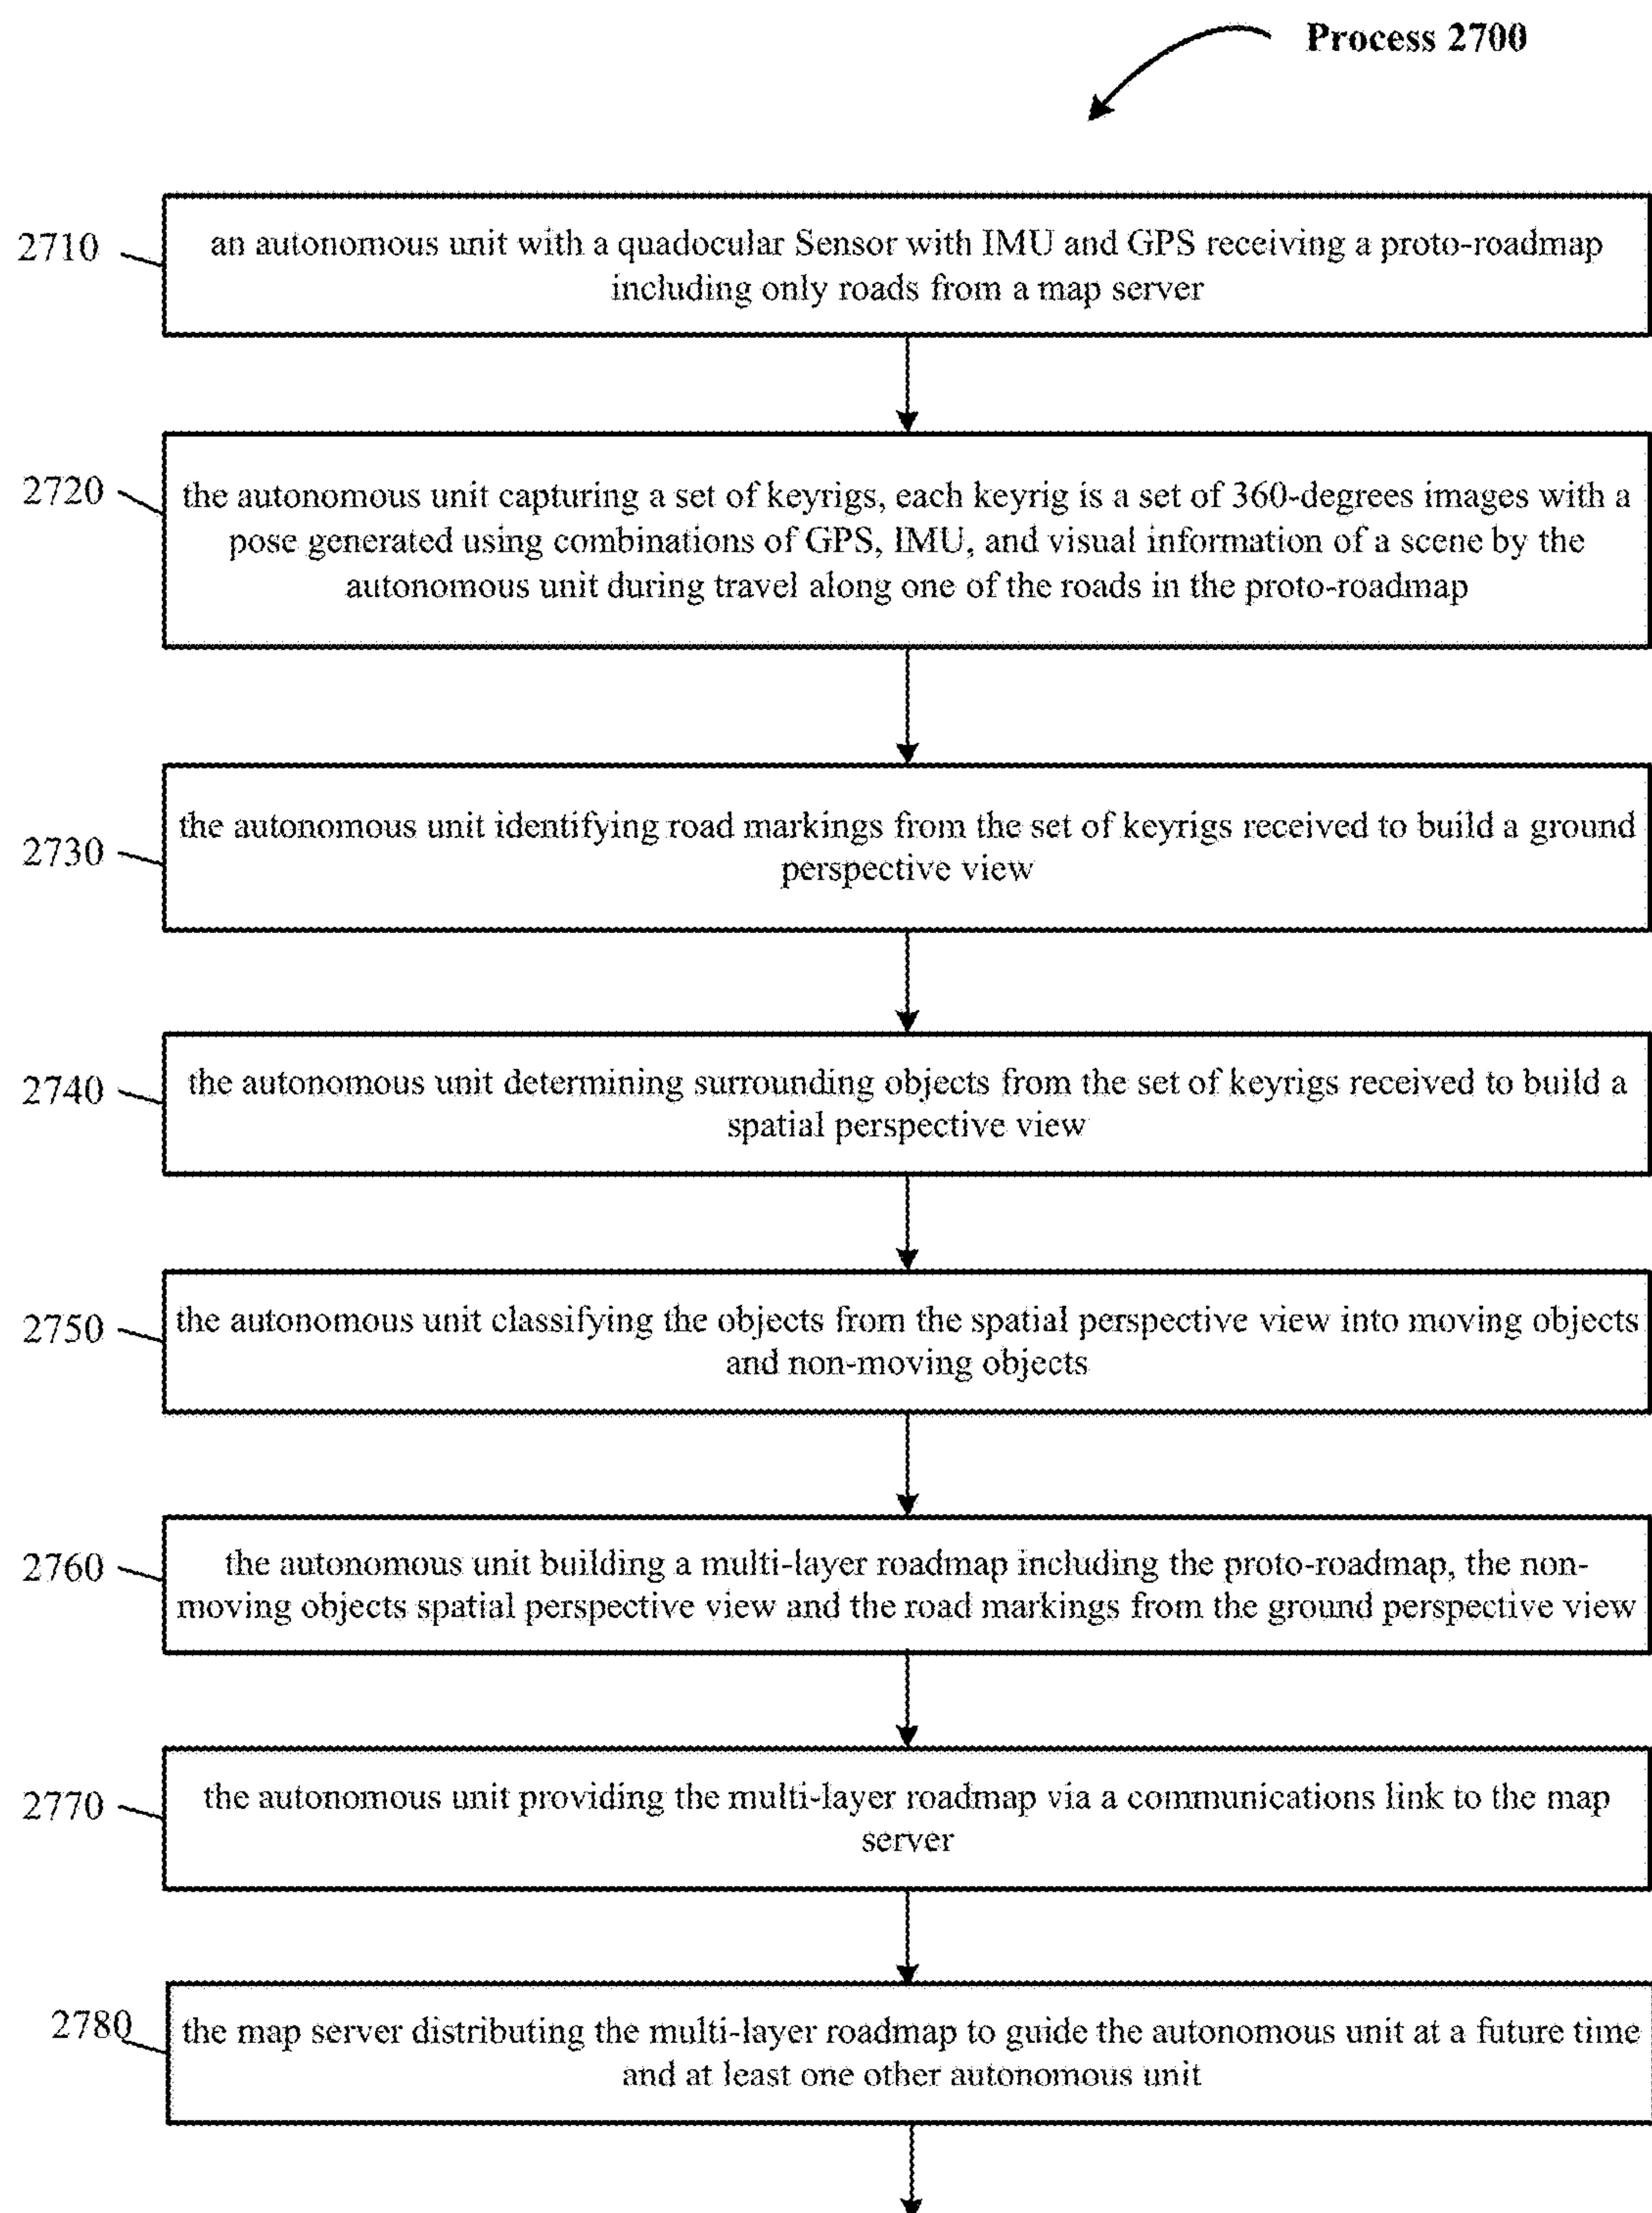 Process 2700
2710
an autonomous unit with a quadocular Sensor with IMU and GPS receiving a proto-roadmap
including only roads from a map server
2720
the autonomous unit capturing a set of keyrigs, each keyrig is a set of 360-degrees images with a
pose generated using combinations of GPS, IMU, and visual information of a scene by the
autonomous unit during travel along one of the roads in the proto-roadmap
2730
the autonomous unit identifying road markings from the set of keyrigs received to build a ground
perspective view
2740
the autonomous unit determining surrounding objects from the set of keyrigs received to build a
spatial perspective view
2750
the autonomous unit classifying the objects from the spatial perspective view into moving objects
and non-moving objects
2760
the autonomous unit building a multi-layer roadmap including the proto-roadmap, the non-
moving objects spatial perspective view and the road markings from the ground perspective view
2770
the autonomous unit providing the multi-layer roadmap via a communications link to the map
server
2780
the map server distributing the multi-layer roadmap to guide the autonomous unit at a future time
and at least one other autonomous unit